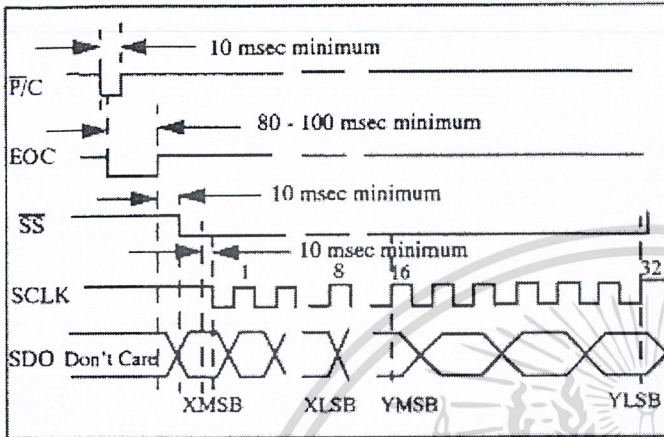 10 msec minimum
P/C
80 - 100 msec minimum
EOC
10 msec minimum
SS
10 msec minimum
1 8 16 32
SCLK
SDO Don't Care
XMSB XLSB YMSB YLSB